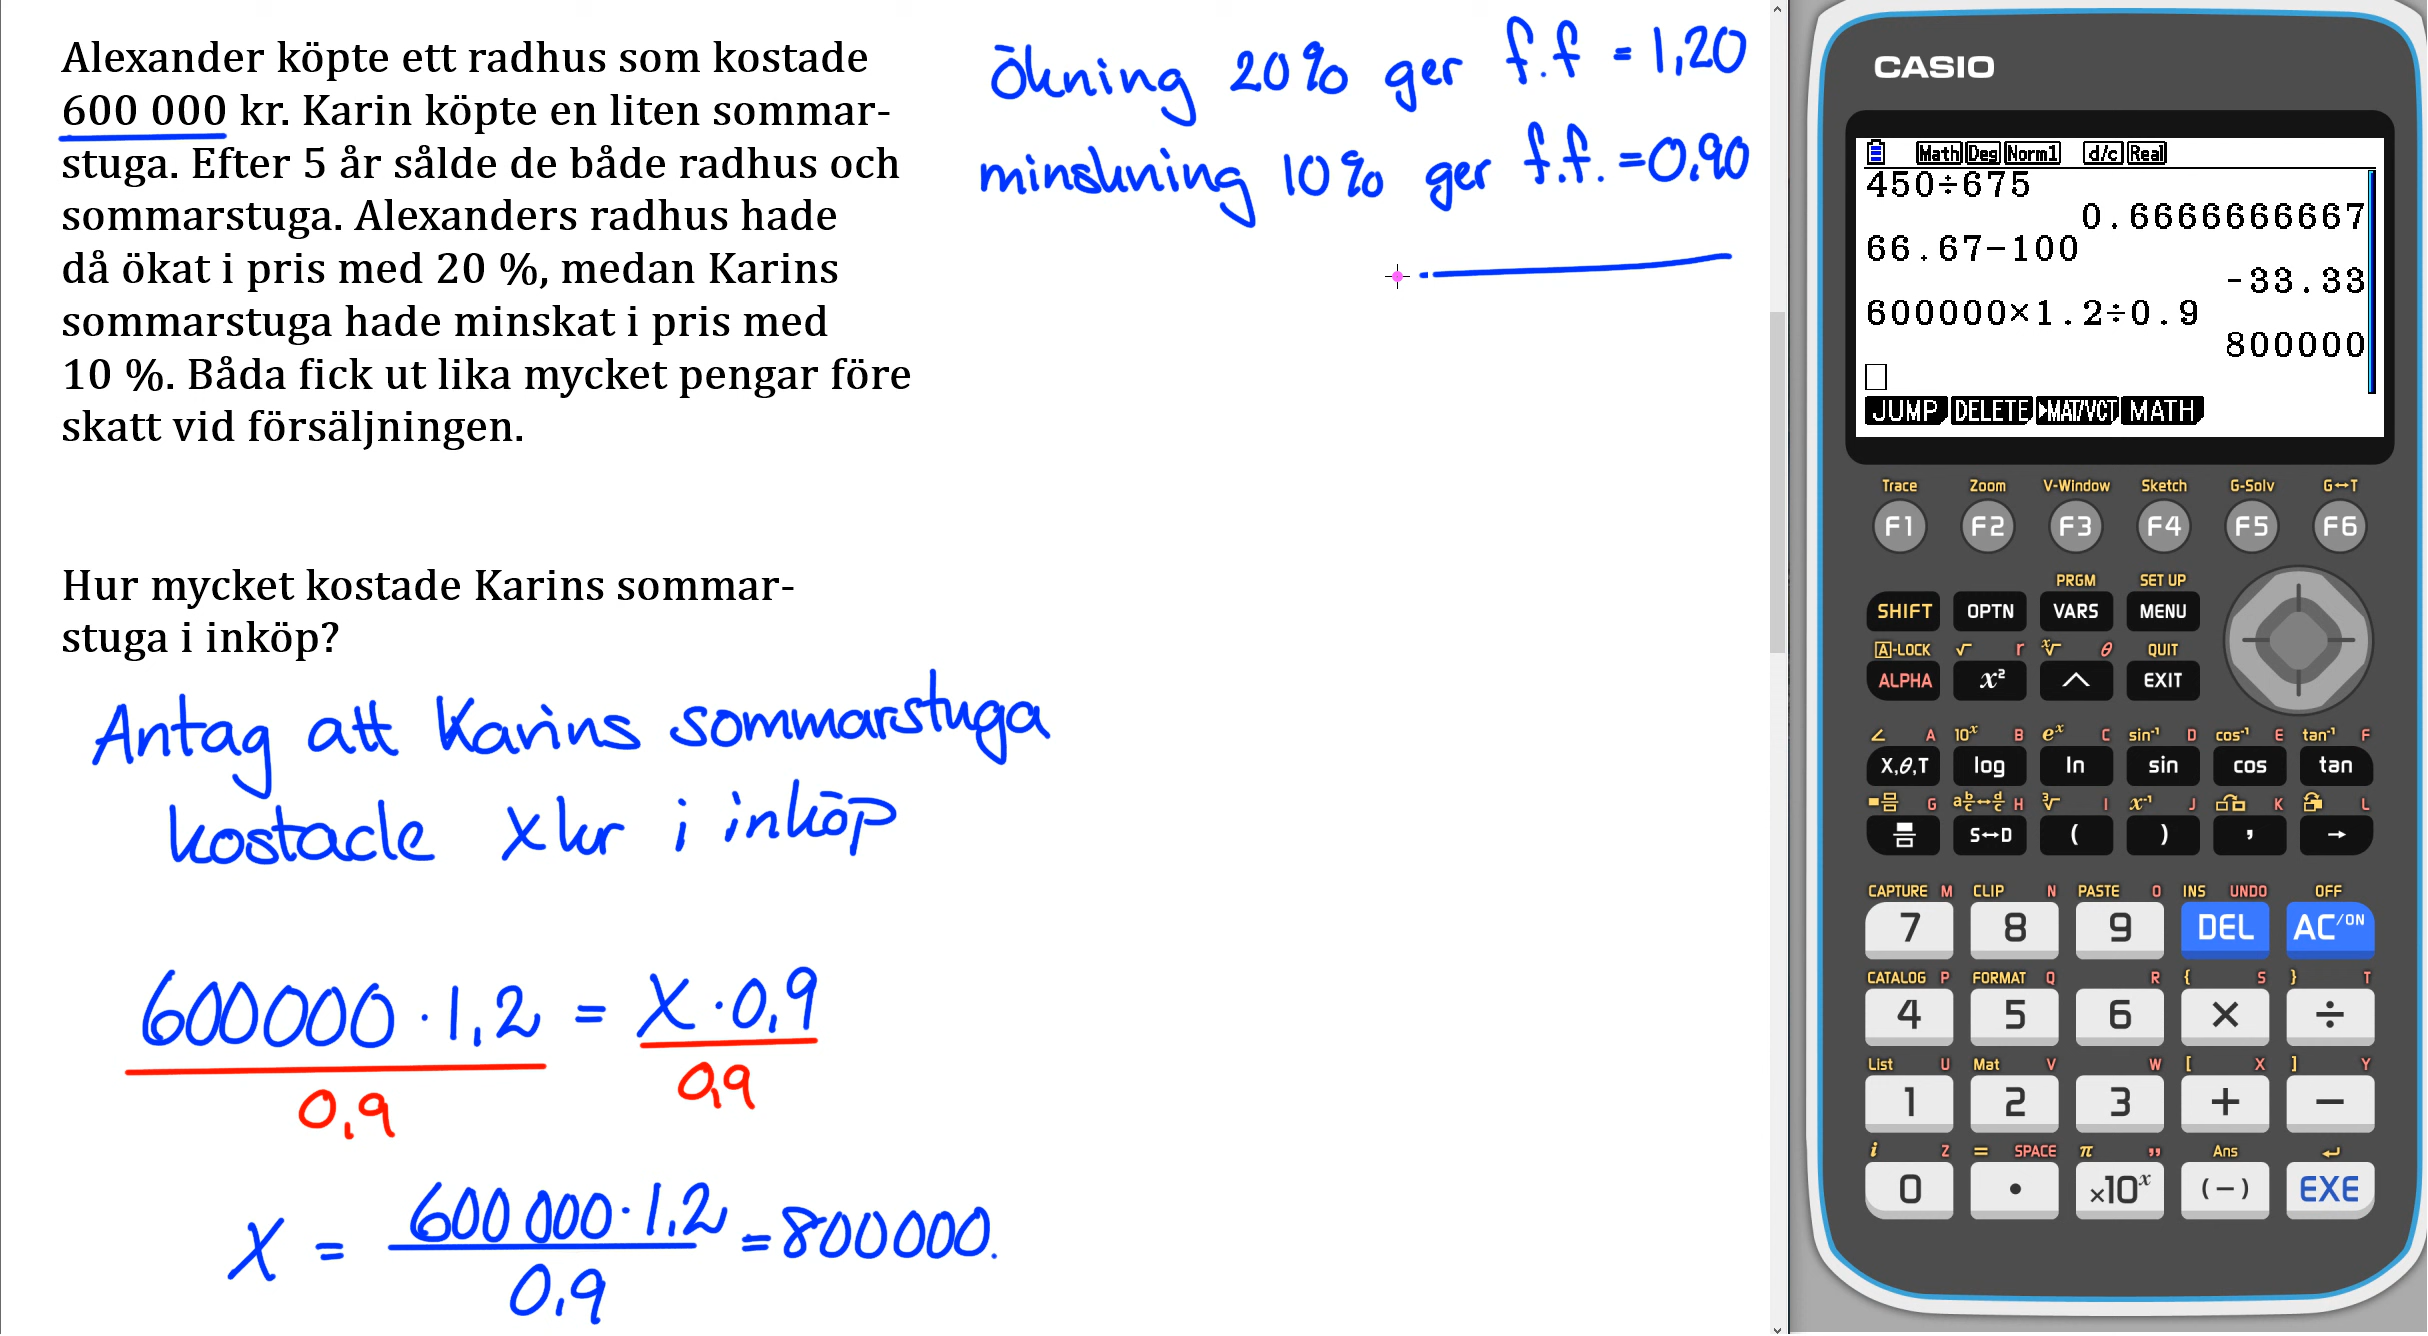 Alexander köpte ett radhus som kostade
600 000 kr. Karin köpte en liten sommar-
stuga. Efter 5 år sålde de både radhus och
sommarstuga. Alexanders radhus hade
då ökat i pris med 20 %, medan Karins
sommarstuga hade minskat i pris med
10 %. Båda fick ut lika mycket pengar före
skatt vid försäljningen.
Hur mycket kostade Karins sommar-
stuga i inköp?
Antag att Karins sommarstuga
kostade x kr i inköp
600000 · 1,2 = x · 0,9
0,9 0,9
x = 600 000 · 1,2 = 800000.
0,9
ökning 20% ger f.f = 1,20
minskning 10% ger f.f. = 0,90
CASIO
Math Deg Norm1 d/c Real
450÷675
0.6666666667
66.67-100
-33.33
600000×1.2÷0.9
800000
JUMP DELETE ▶MAT/VCT MATH
Trace Zoom V-Window Sketch G-Solv G↔T
F1 F2 F3 F4 F5 F6
PRGM SET UP
SHIFT OPTN VARS MENU
A-LOCK √ r ˣ√ θ QUIT
ALPHA x² ^ EXIT
∠ A 10ˣ B eˣ C sin⁻¹ D cos⁻¹ E tan⁻¹ F
X,θ,T log ln sin cos tan
G a b/c↔d/c H ³√ I x⁻¹ J K L
S↔D ( ) , →
CAPTURE M CLIP N PASTE O INS UNDO OFF
7 8 9 DEL AC/ON
CATALOG P FORMAT Q R { S } T
4 5 6 × ÷
List U Mat V W [ X ] Y
1 2 3 + −
i Z = SPACE π " Ans ↵
0 . ×10ˣ (−) EXE